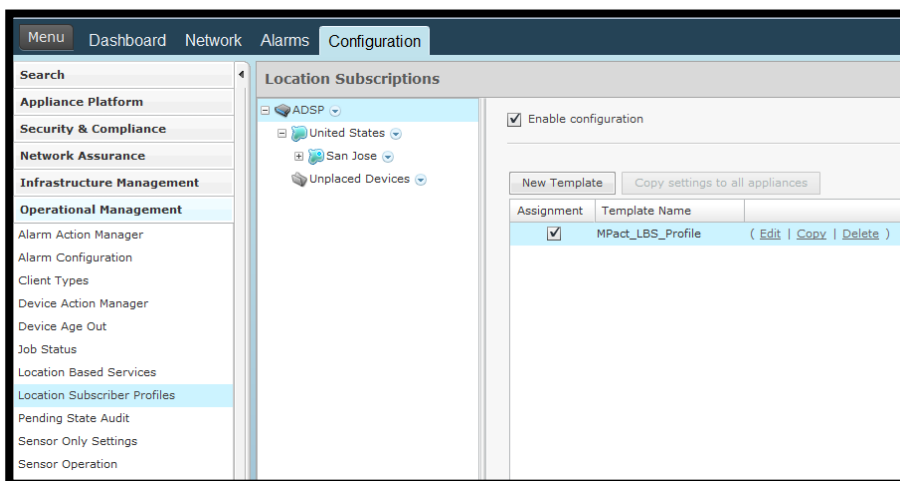 Menu Dashboard Network Alarms Configuration
Search
Appliance Platform
Security & Compliance
Network Assurance
Infrastructure Management
Operational Management
Alarm Action Manager
Alarm Configuration
Client Types
Device Action Manager
Device Age Out
Job Status
Location Based Services
Location Subscriber Profiles
Pending State Audit
Sensor Only Settings
Sensor Operation
Location Subscriptions
ADSP
United States
San Jose
Unplaced Devices
Enable configuration
New Template Copy settings to all appliances
Assignment Template Name
MPact_LBS_Profile ( Edit | Copy | Delete )